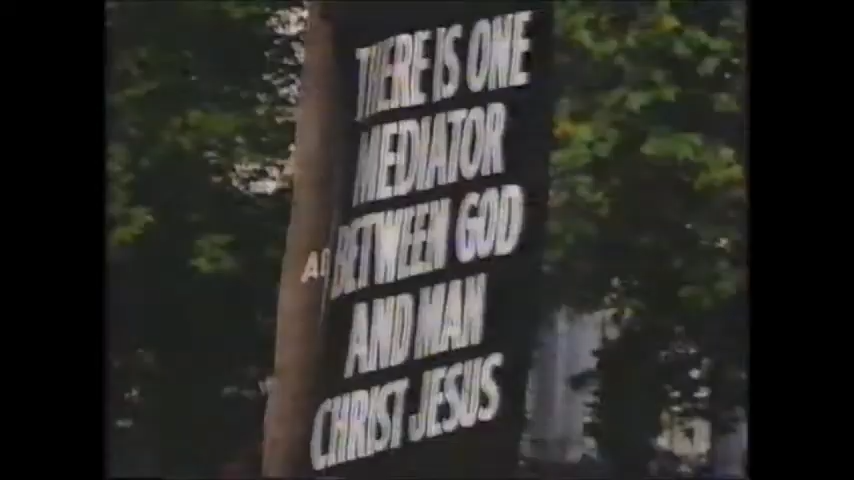 THERE IS ONE
MEDIATOR
BETWEEN GOD
AND MAN
CHRIST JESUS